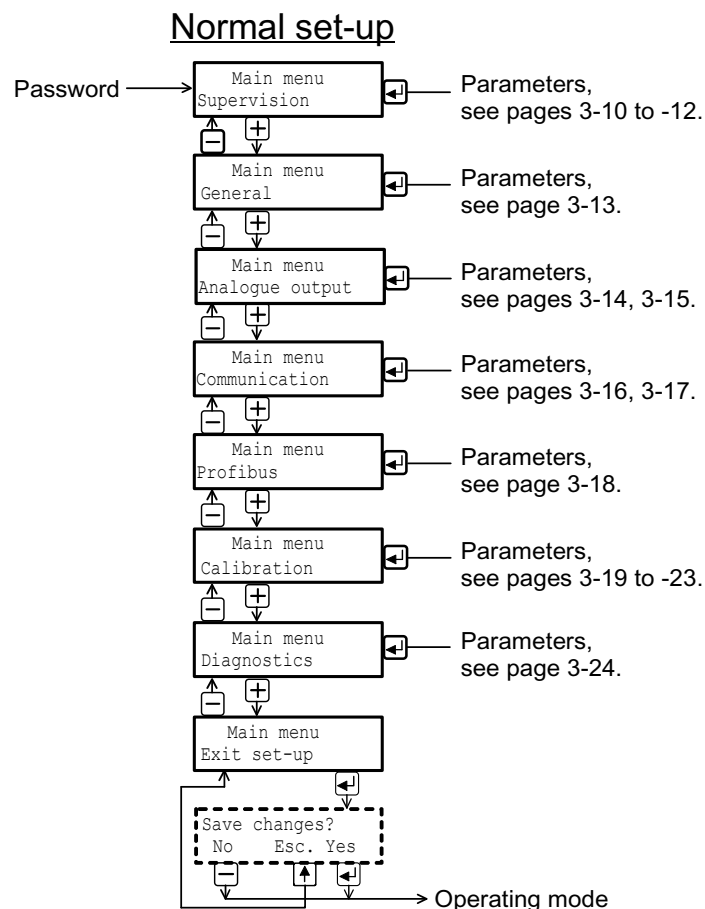 Normal set-up
Password
Main menu
Supervision
Parameters,
see pages 3-10 to -12.
Main menu
General
Parameters,
see page 3-13.
Main menu
Analogue output
Parameters,
see pages 3-14, 3-15.
Main menu
Communication
Parameters,
see pages 3-16, 3-17.
Main menu
Profibus
Parameters,
see page 3-18.
Main menu
Calibration
Parameters,
see pages 3-19 to -23.
Main menu
Diagnostics
Parameters,
see page 3-24.
Main menu
Exit set-up
Save changes?
No Esc. Yes
Operating mode